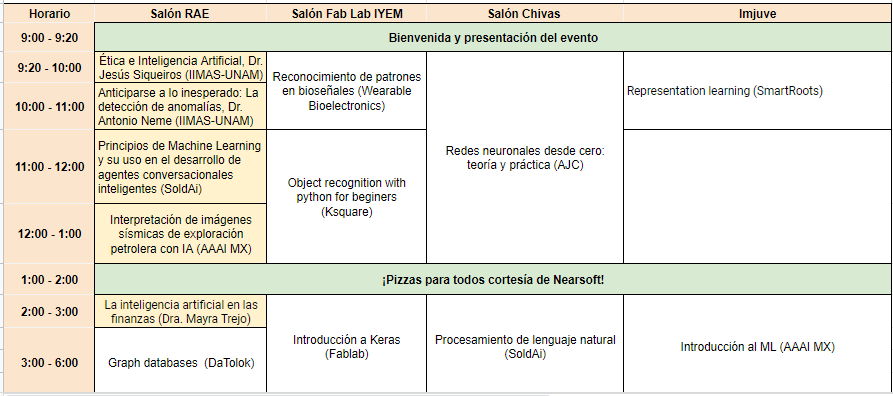 Horario Salón RAE Salón Fab Lab IYEM Salón Chivas Imjuve
9:00 - 9:20 Bienvenida y presentación del evento
9:20 - 10:00
Ética e Inteligencia Artificial, Dr.
Jesús Siqueiros (IIMAS-UNAM)
Reconocimiento de patrones
en bioseñales (Wearable
Bioelectronics)
Redes neuronales desde cero:
teoría y práctica (AJC)
Representation learning (SmartRoots)
10:00 - 11:00
Anticiparse a lo inesperado: La
detección de anomalías, Dr.
Antonio Neme (IIMAS-UNAM)
11:00 - 12:00
Principios de Machine Learning
y su uso en el desarrollo de
agentes conversacionales
inteligentes (SoldAi)
Object recognition with
python for beginers
(Ksquare)
12:00 - 1:00
Interpretación de imágenes
sísmicas de exploración
petrolera con IA (AAAI MX)
1:00 - 2:00 ¡Pizzas para todos cortesía de Nearsoft!
2:00 - 3:00
La inteligencia artificial en las
finanzas (Dra. Mayra Trejo)
Introducción a Keras
(Fablab)
Procesamiento de lenguaje natural
(SoldAi)
Introducción al ML (AAAI MX)
3:00 - 6:00
Graph databases (DaTolok)